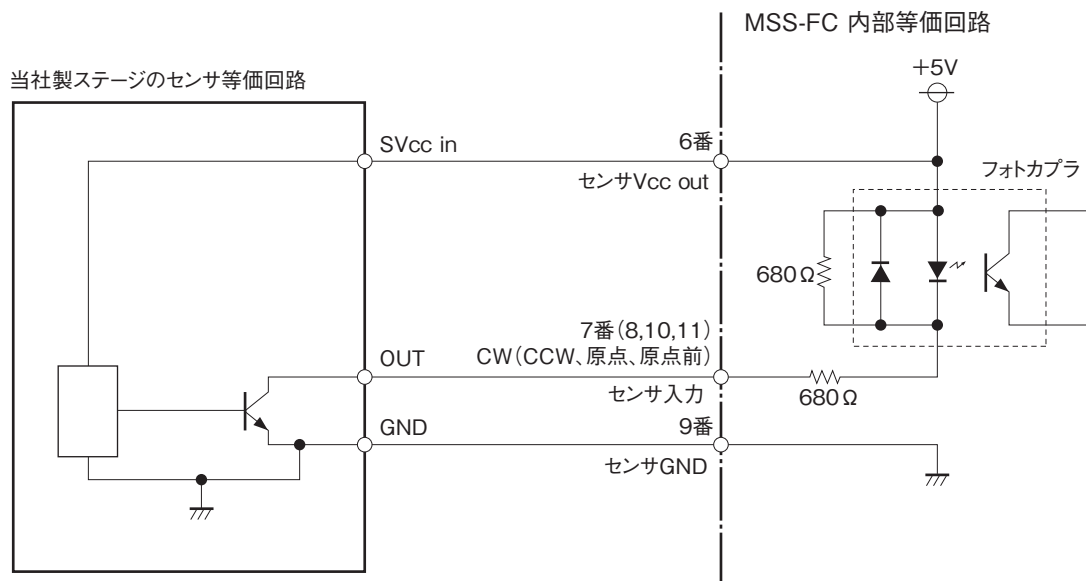 MSS-FC 内部等価回路
+5V
当社製ステージのセンサ等価回路
SVcc in
6番
センサVcc out
フォトカプラ
680Ω
7番(8,10,11)
OUT
CW(CCW、原点、原点前)
センサ入力
680Ω
GND
9番
センサGND